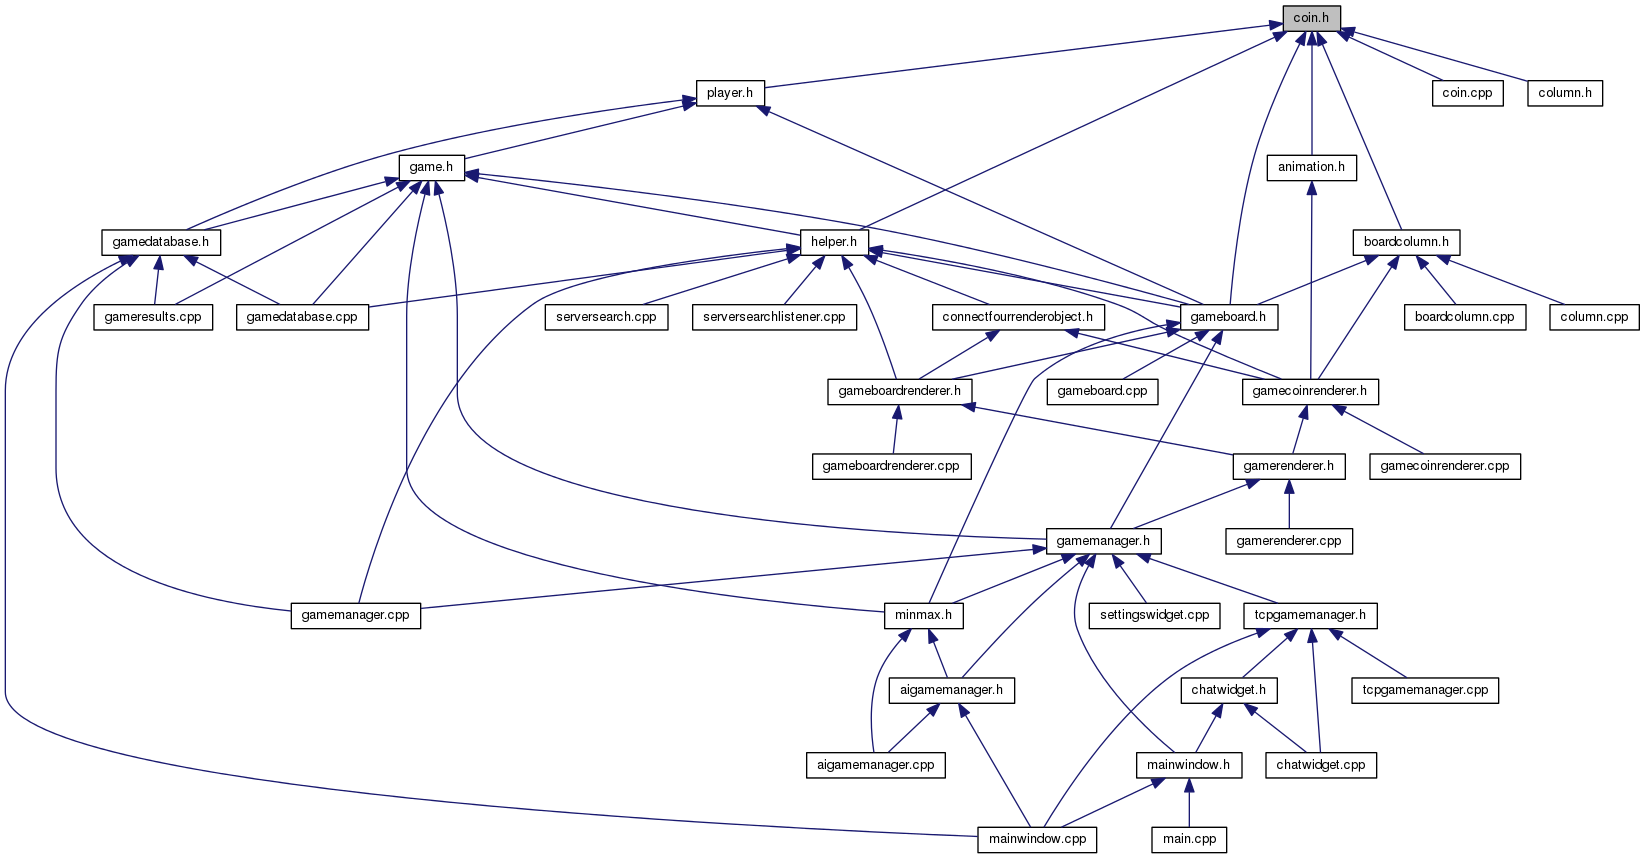 coin.h
player.h
coin.cpp
column.h
game.h
animation.h
gamedatabase.h
helper.h
boardcolumn.h
gameresults.cpp
gamedatabase.cpp
serversearch.cpp
serversearchlistener.cpp
connectfourrenderobject.h
gameboard.h
boardcolumn.cpp
column.cpp
gameboardrenderer.h
gameboard.cpp
gamecoinrenderer.h
gameboardrenderer.cpp
gamerenderer.h
gamecoinrenderer.cpp
gamemanager.h
gamerenderer.cpp
gamemanager.cpp
minmax.h
settingswidget.cpp
tcpgamemanager.h
aigamemanager.h
chatwidget.h
tcpgamemanager.cpp
aigamemanager.cpp
mainwindow.h
chatwidget.cpp
mainwindow.cpp
main.cpp